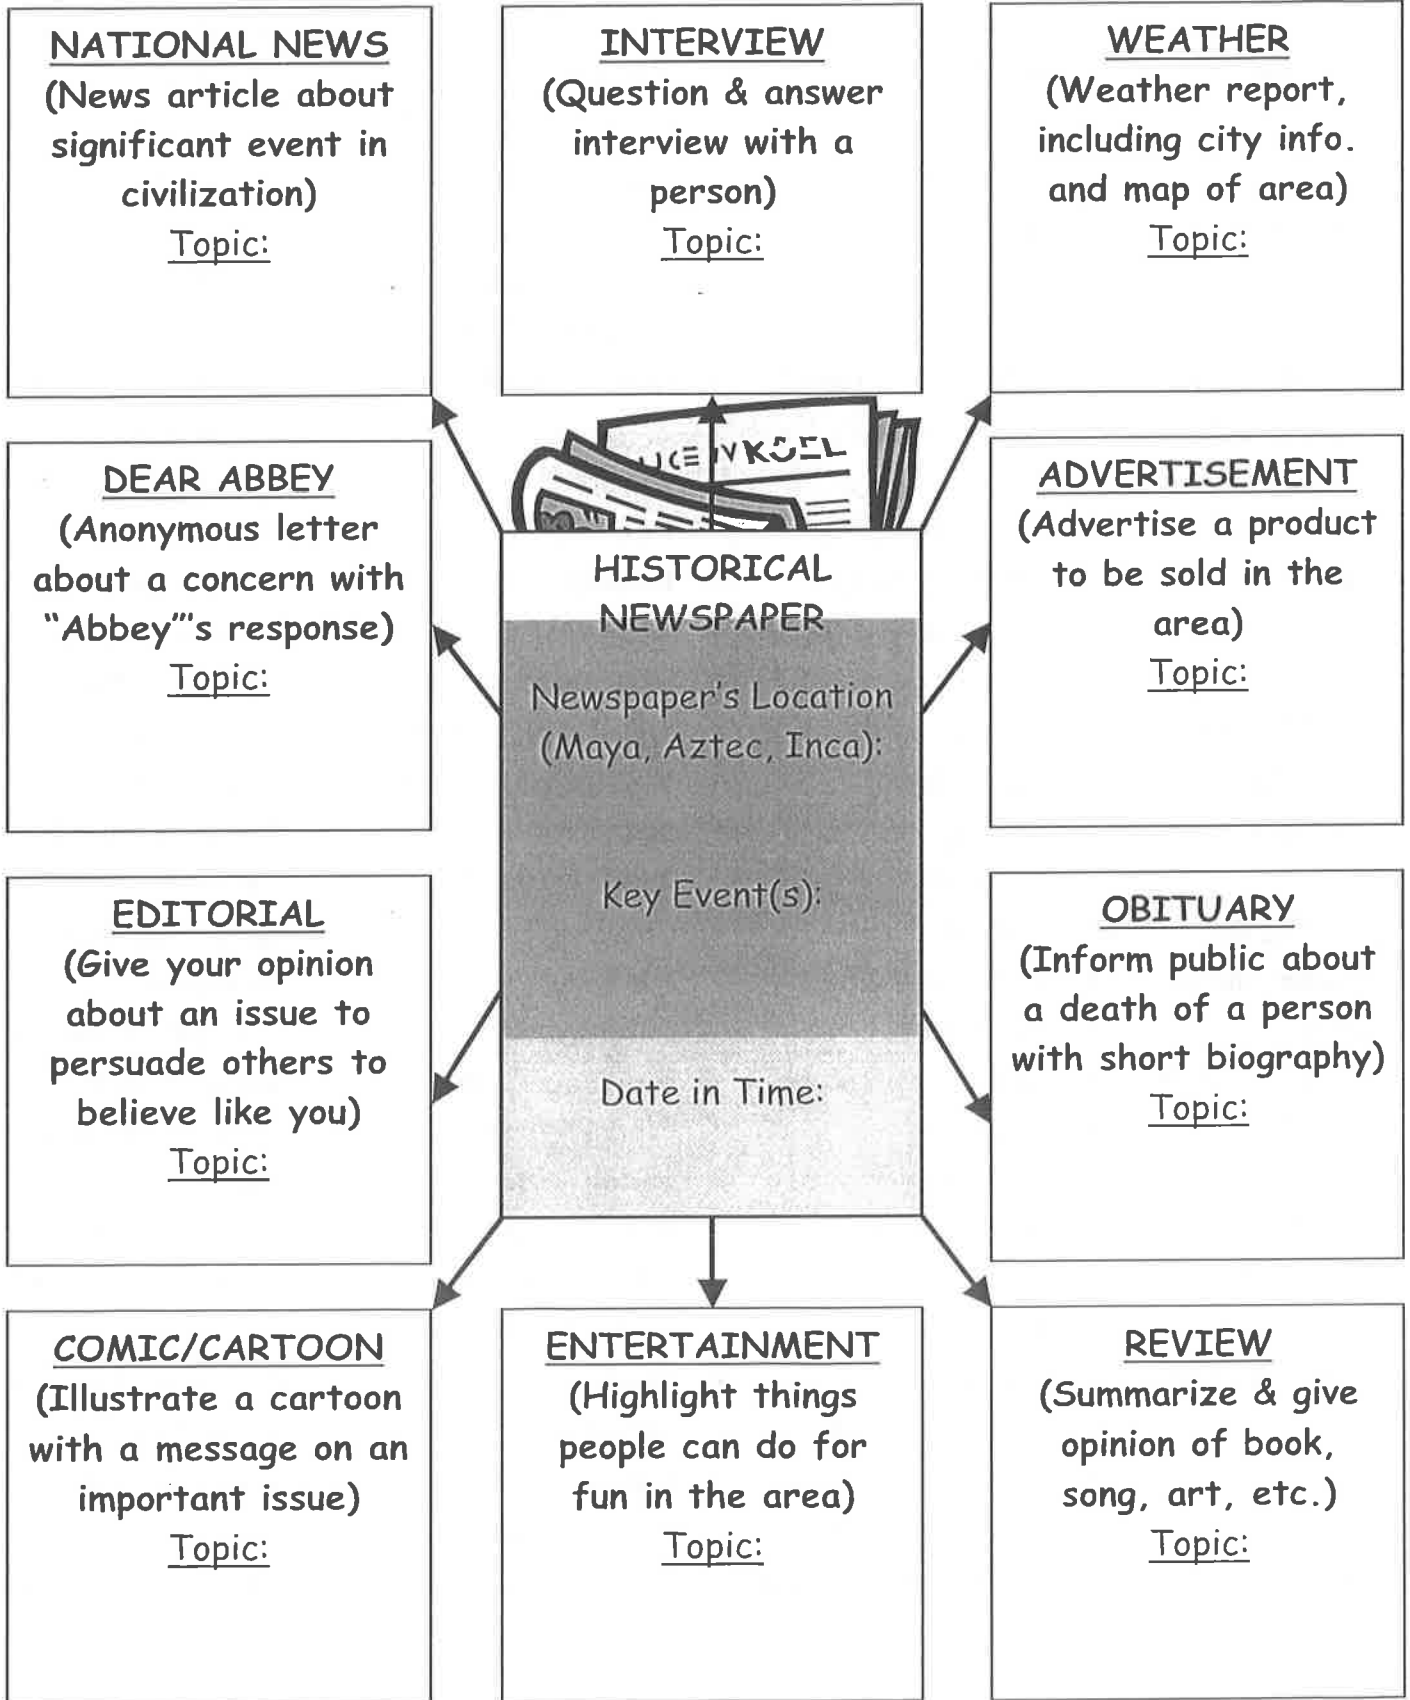 NATIONAL NEWS
(News article about
significant event in
civilization)
Topic:
INTERVIEW
(Question & answer
interview with a
person)
Topic:
WEATHER
(Weather report,
including city info.
and map of area)
Topic:
DEAR ABBEY
(Anonymous letter
about a concern with
“Abbey”'s response)
Topic:
HISTORICAL
NEWSPAPER
Newspaper's Location
(Maya, Aztec, Inca):
Key Event(s):
Date in Time:
ADVERTISEMENT
(Advertise a product
to be sold in the
area)
Topic:
EDITORIAL
(Give your opinion
about an issue to
persuade others to
believe like you)
Topic:
OBITUARY
(Inform public about
a death of a person
with short biography)
Topic:
COMIC/CARTOON
(Illustrate a cartoon
with a message on an
important issue)
Topic:
ENTERTAINMENT
(Highlight things
people can do for
fun in the area)
Topic:
REVIEW
(Summarize & give
opinion of book,
song, art, etc.)
Topic: